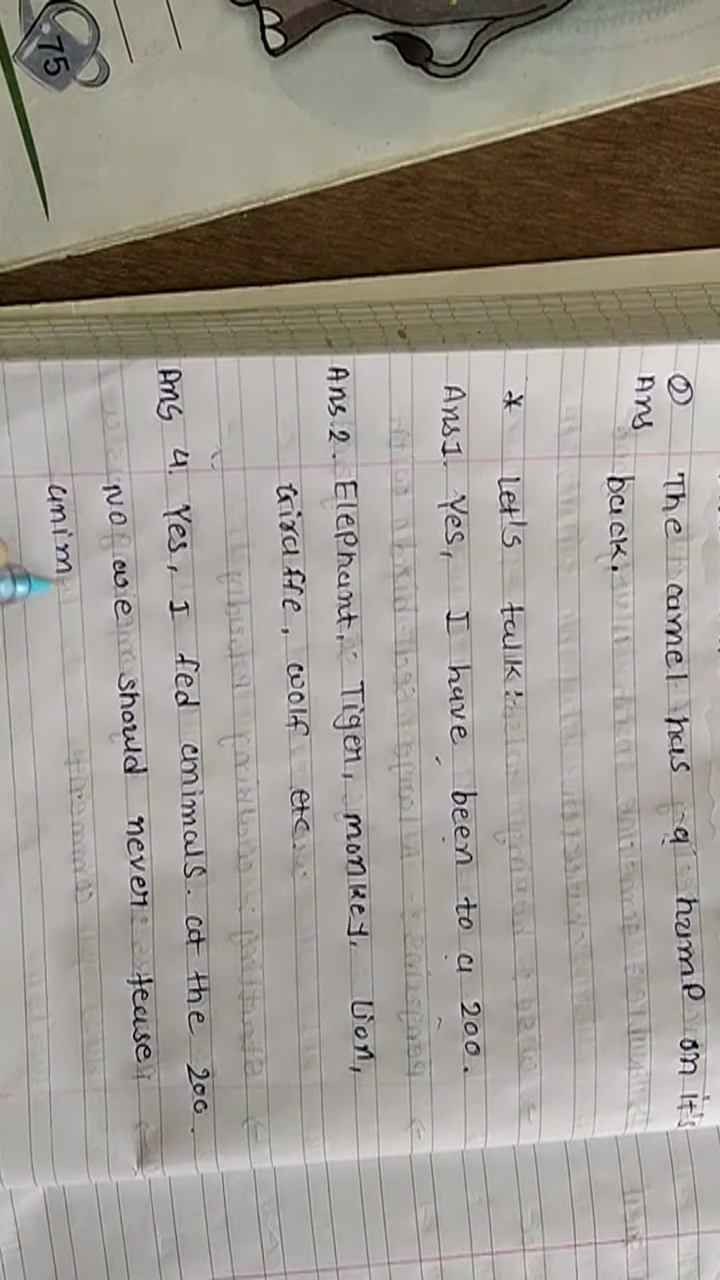 75
② The camel has a hump on it's
Ans back.
* Let's talk:
Ans1. Yes, I have been to a zoo.
Ans.2. Elephant, Tiger, monkey, Lion,
Giraffe, wolf etc.
Ans 4. Yes, I fed animals. at the zoo.
No we should never tease
anim